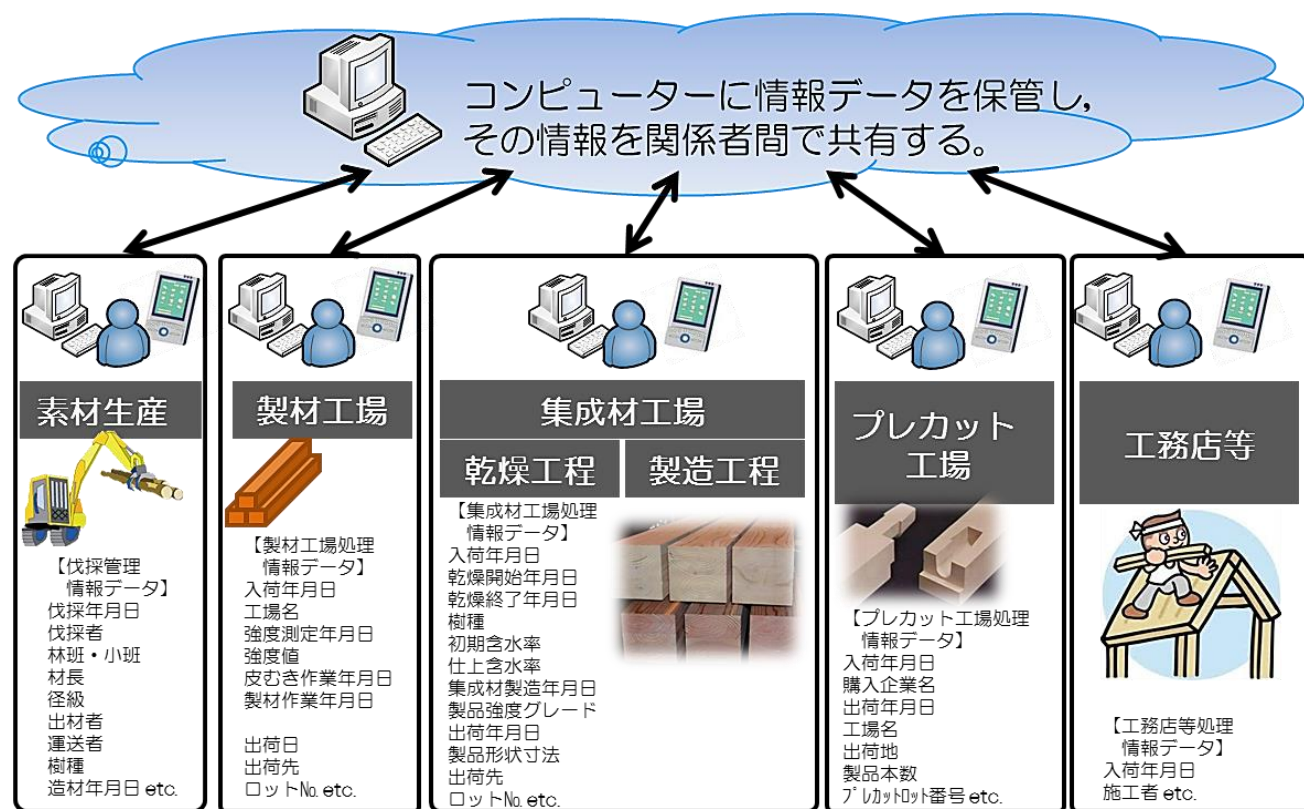 コンピューターに情報データを保管し,
その情報を関係者間で共有する。
素材生産
【伐採管理
情報データ】
伐採年月日
伐採者
林班・小班
材長
径級
出材者
運送者
樹種
造材年月日 etc.
製材工場
【製材工場処理
情報データ】
入荷年月日
工場名
強度測定年月日
強度値
皮むき作業年月日
製材作業年月日
出荷日
出荷先
ロット№ etc.
集成材工場
乾燥工程
製造工程
【集成材工場処理
情報データ】
入荷年月日
乾燥開始年月日
乾燥終了年月日
樹種
初期含水率
仕上含水率
集成材製造年月日
製品強度グレード
出荷年月日
製品形状寸法
出荷先
ロット№ etc.
プレカット
工場
【プレカット工場処理
情報データ】
入荷年月日
購入企業名
出荷年月日
工場名
出荷地
製品本数
プレカットロット番号 etc.
工務店等
【工務店等処理
情報データ】
入荷年月日
施工者 etc.